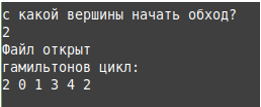 с какой вершины начать обход?
2
Файл открыт
гамильтонов цикл:
2 0 1 3 4 2